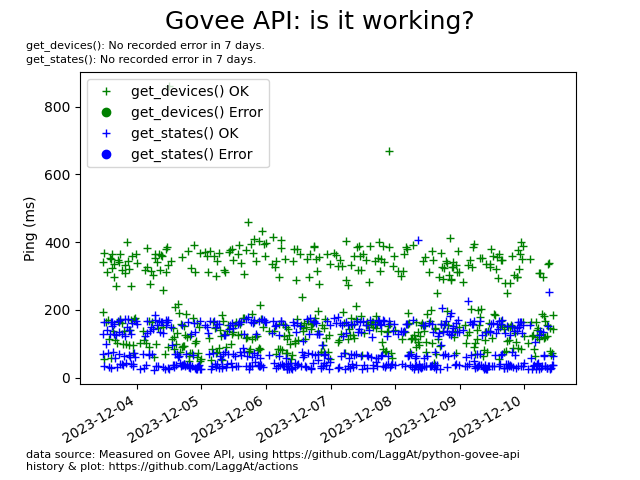 Govee API: is it working?
get_devices(): No recorded error in 7 days.
get_states(): No recorded error in 7 days.
get_devices() OK
get_devices() Error
get_states() OK
get_states() Error
800
600
400
200
0
Ping (ms)
2023-12-04
2023-12-05
2023-12-06
2023-12-07
2023-12-08
2023-12-09
2023-12-10
data source: Measured on Govee API, using https://github.com/LaggAt/python-govee-api
history & plot: https://github.com/LaggAt/actions